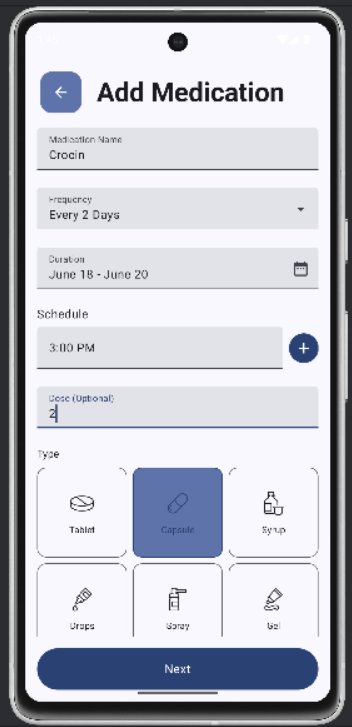 Add Medication
Medication Name
Crocin
Frequency
Every 2 Days
Duration
June 18 - June 20
Schedule
3:00 PM
Dose (Optional)
2
Type
Tablet
Capsule
Syrup
Drops
Spray
Gel
Next